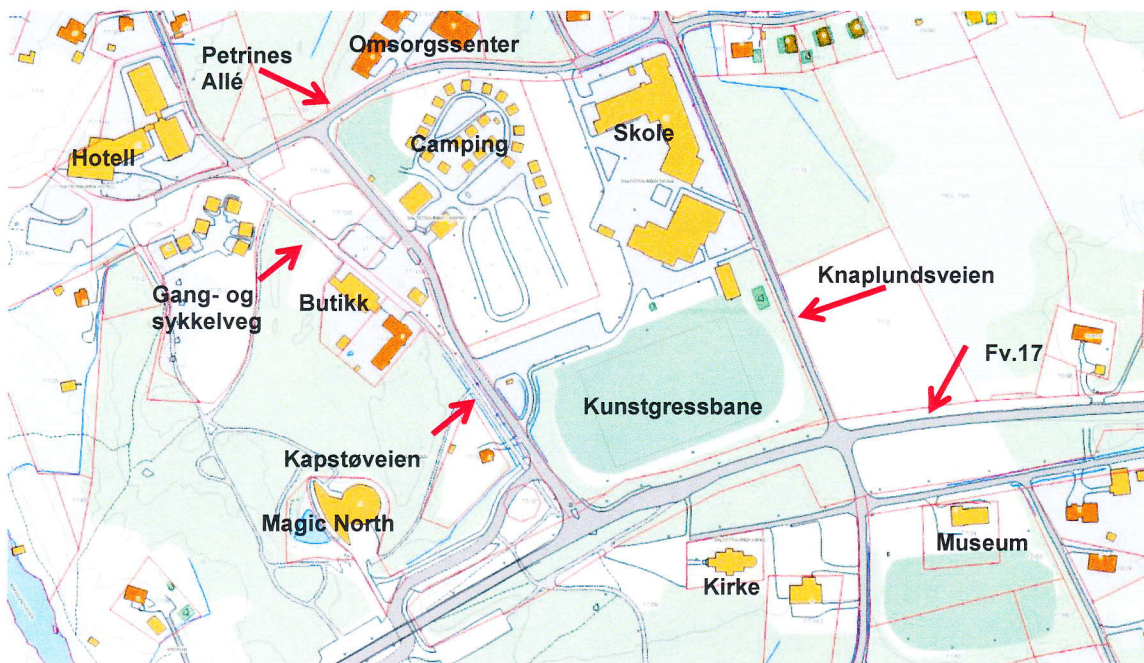 Petrines
Allé
Omsorgssenter
Hotell
Camping
Skole
Gang- og
sykkelveg
Butikk
Knaplundsveien
Fv.17
Kunstgressbane
Kapstøveien
Magic North
Kirke
Museum